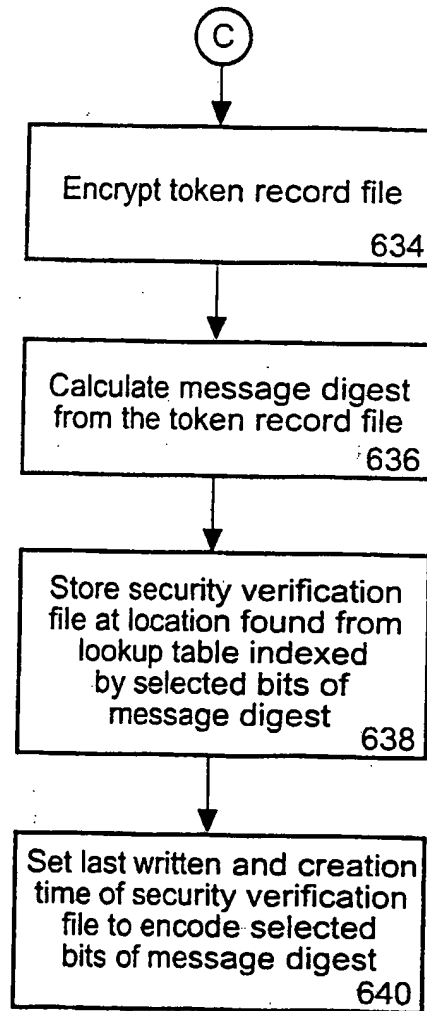 C
Encrypt token record file
634
Calculate message digest
from the token record file
636
Store security verification
file at location found from
lookup table indexed
by selected bits of
message digest
638
Set last written and creation
time of security verification
file to encode selected
bits of message digest
640